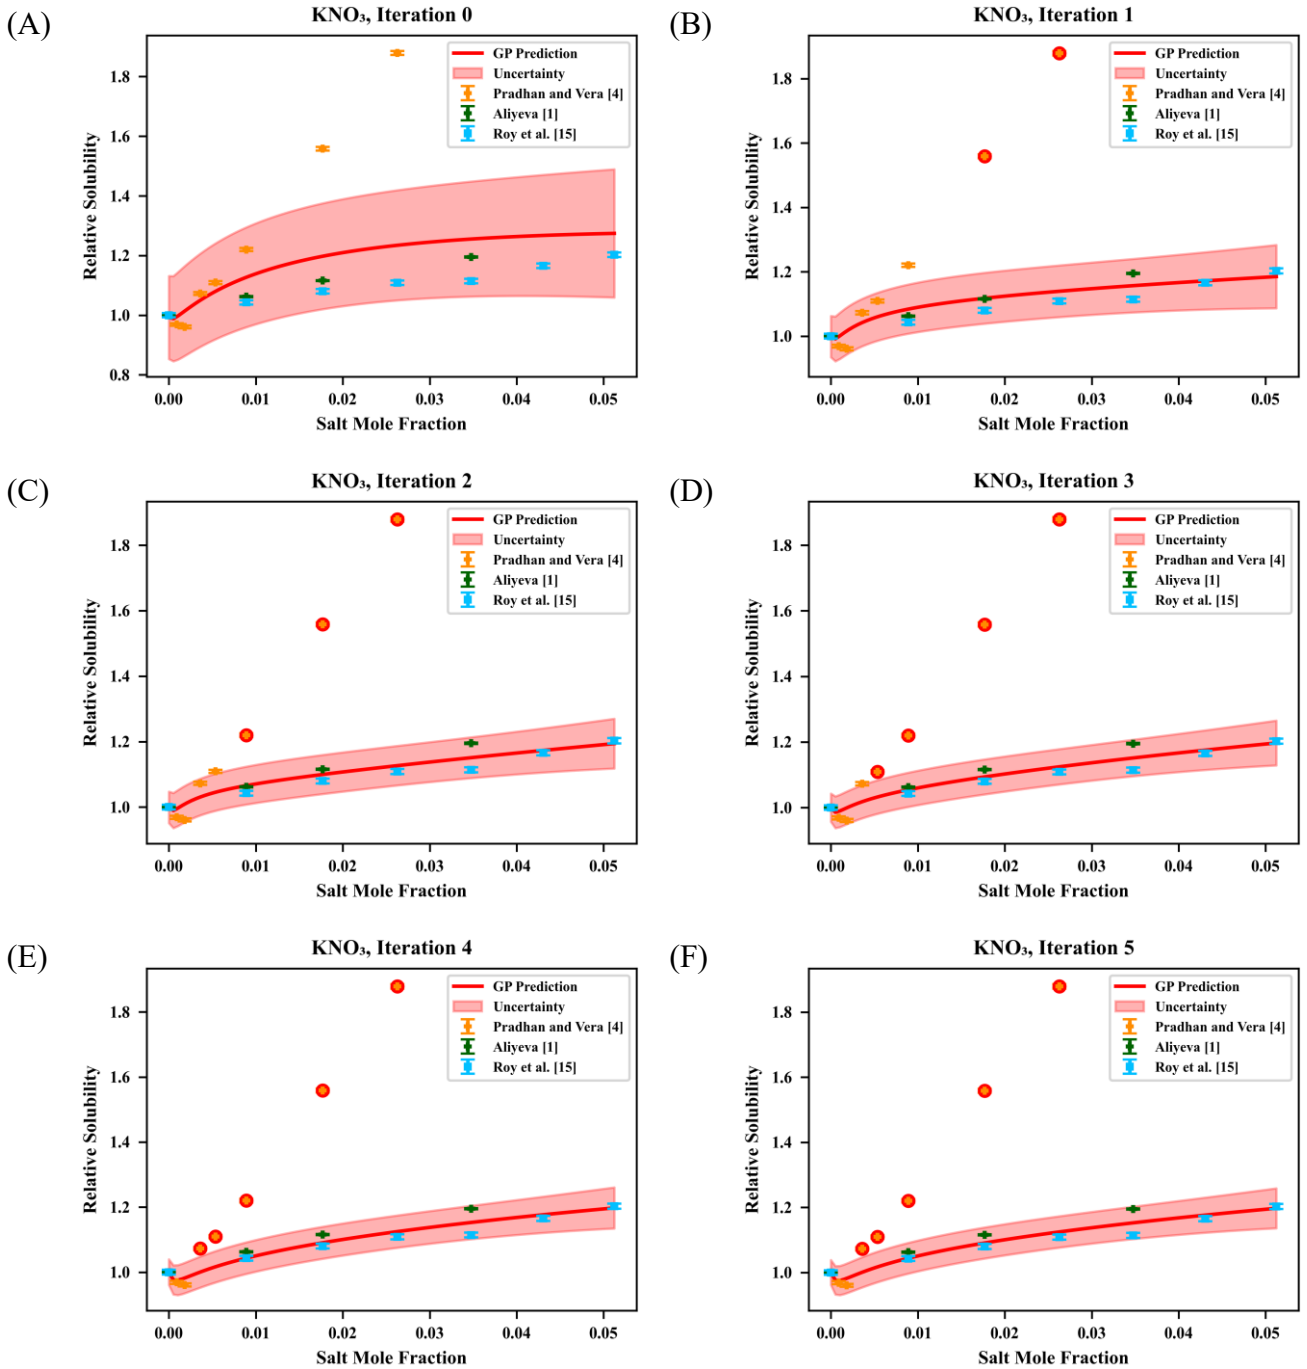 (A)
KNO₃, Iteration 0
Relative Solubility
1.8
1.6
1.4
1.2
1.0
0.8
GP Prediction
Uncertainty
Pradhan and Vera [4]
Aliyeva [1]
Roy et al. [15]
0.00 0.01 0.02 0.03 0.04 0.05
Salt Mole Fraction
(B)
KNO₃, Iteration 1
Relative Solubility
1.8
1.6
1.4
1.2
1.0
GP Prediction
Uncertainty
Pradhan and Vera [4]
Aliyeva [1]
Roy et al. [15]
0.00 0.01 0.02 0.03 0.04 0.05
Salt Mole Fraction
(C)
KNO₃, Iteration 2
Relative Solubility
1.8
1.6
1.4
1.2
1.0
GP Prediction
Uncertainty
Pradhan and Vera [4]
Aliyeva [1]
Roy et al. [15]
0.00 0.01 0.02 0.03 0.04 0.05
Salt Mole Fraction
(D)
KNO₃, Iteration 3
Relative Solubility
1.8
1.6
1.4
1.2
1.0
GP Prediction
Uncertainty
Pradhan and Vera [4]
Aliyeva [1]
Roy et al. [15]
0.00 0.01 0.02 0.03 0.04 0.05
Salt Mole Fraction
(E)
KNO₃, Iteration 4
Relative Solubility
1.8
1.6
1.4
1.2
1.0
GP Prediction
Uncertainty
Pradhan and Vera [4]
Aliyeva [1]
Roy et al. [15]
0.00 0.01 0.02 0.03 0.04 0.05
Salt Mole Fraction
(F)
KNO₃, Iteration 5
Relative Solubility
1.8
1.6
1.4
1.2
1.0
GP Prediction
Uncertainty
Pradhan and Vera [4]
Aliyeva [1]
Roy et al. [15]
0.00 0.01 0.02 0.03 0.04 0.05
Salt Mole Fraction